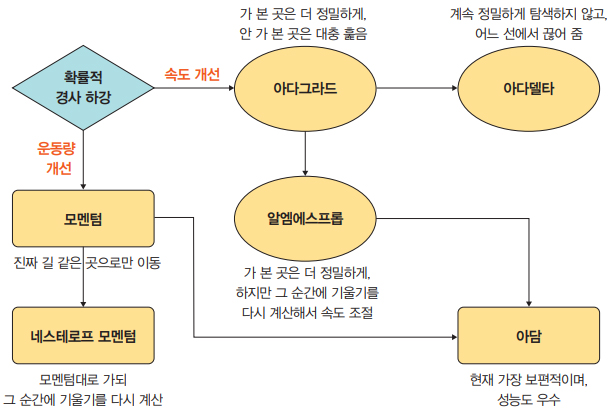 가 본 곳은 더 정밀하게,
안 가 본 곳은 대충 훑음
계속 정밀하게 탐색하지 않고,
어느 선에서 끊어 줌
확률적
경사 하강
속도 개선
아다그라드
아다델타
운동량
개선
모멘텀
알엠에스프롭
진짜 길 같은 곳으로만 이동
가 본 곳은 더 정밀하게,
하지만 그 순간에 기울기를
다시 계산해서 속도 조절
네스테로프 모멘텀
아담
모멘텀대로 가되
그 순간에 기울기를 다시 계산
현재 가장 보편적이며,
성능도 우수